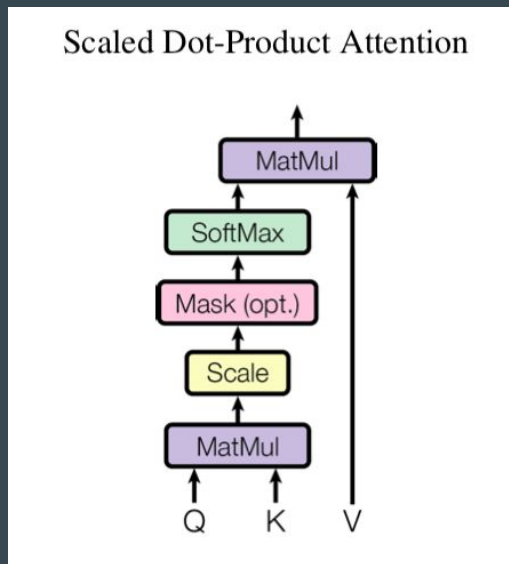 Scaled Dot-Product Attention
MatMul
SoftMax
Mask (opt.)
Scale
MatMul
Q K V